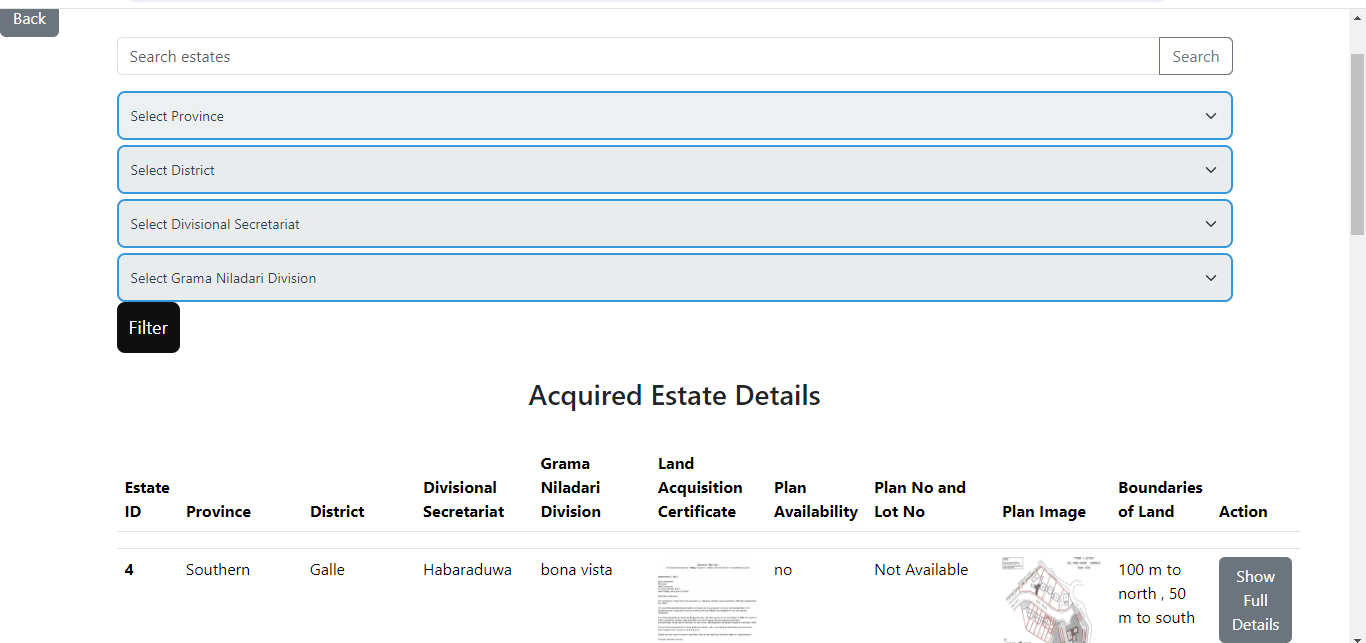 Back
Search estates
Search
Select Province
Select District
Select Divisional Secretariat
Select Grama Niladari Division
Filter
Acquired Estate Details
Estate ID
Province
District
Divisional Secretariat
Grama Niladari Division
Land Acquisition Certificate
Plan Availability
Plan No and Lot No
Plan Image
Boundaries of Land
Action
4
Southern
Galle
Habaraduwa
bona vista
no
Not Available
100 m to
north , 50
m to south
Show
Full
Details